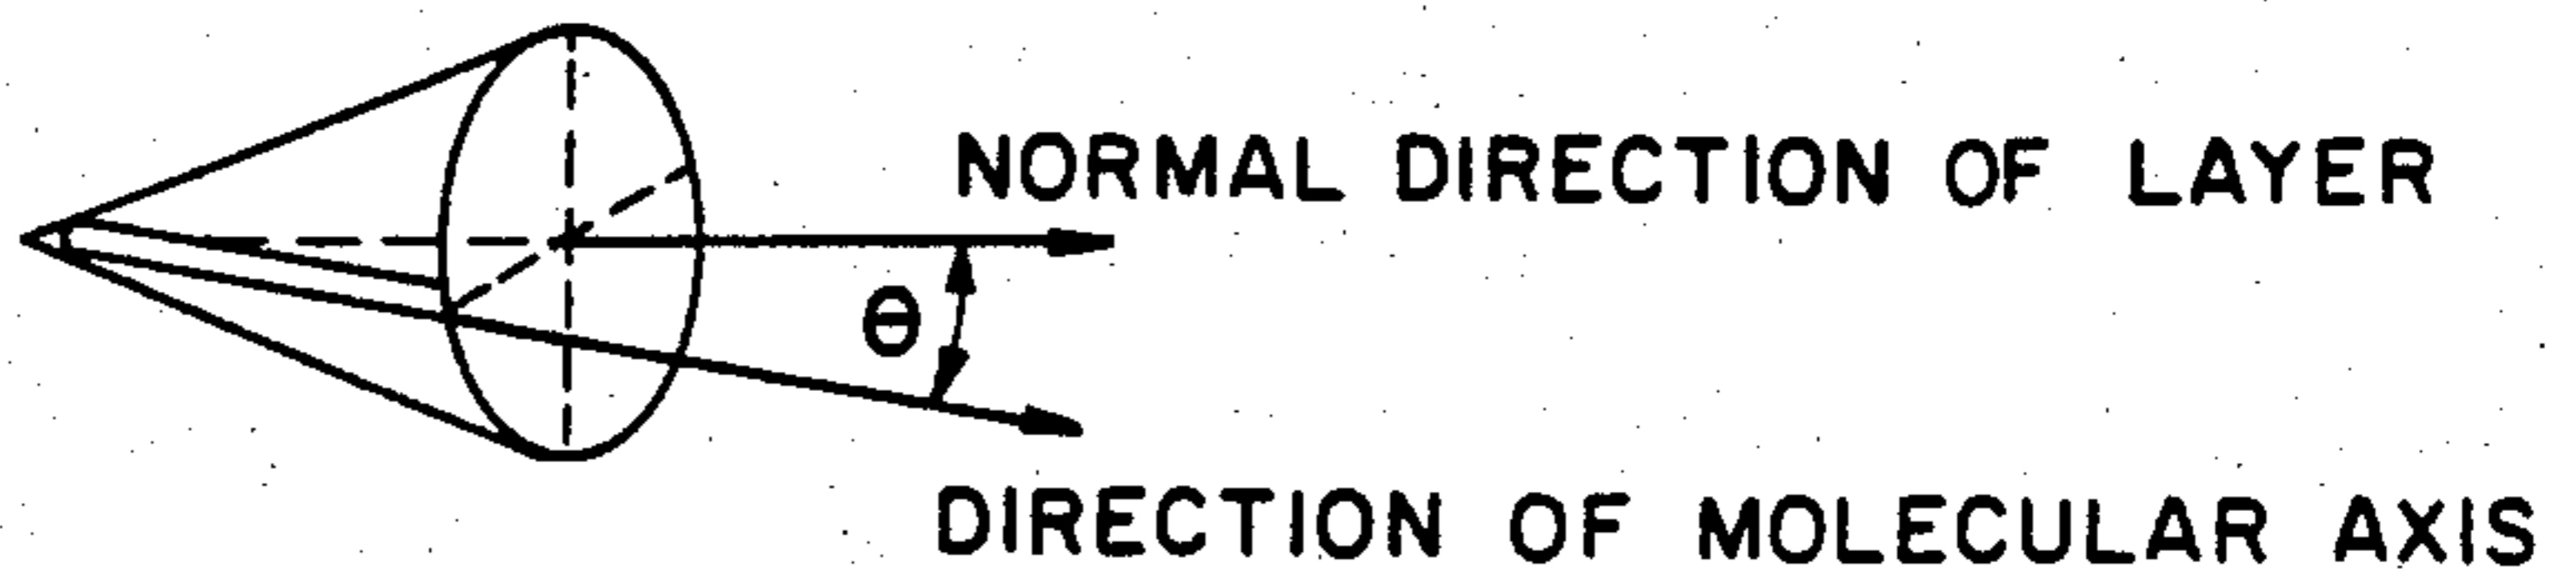 NORMAL DIRECTION OF LAYER
θ
DIRECTION OF MOLECULAR AXIS